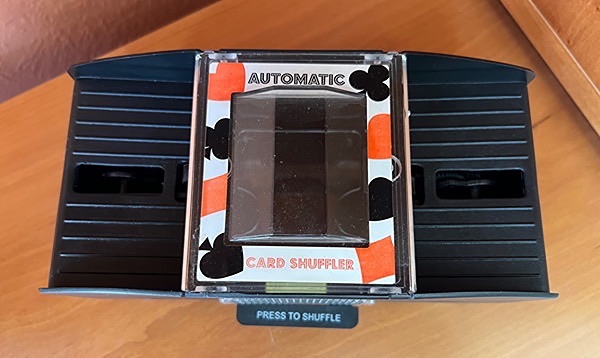 AUTOMATIC
CARD SHUFFLER
PRESS TO SHUFFLE